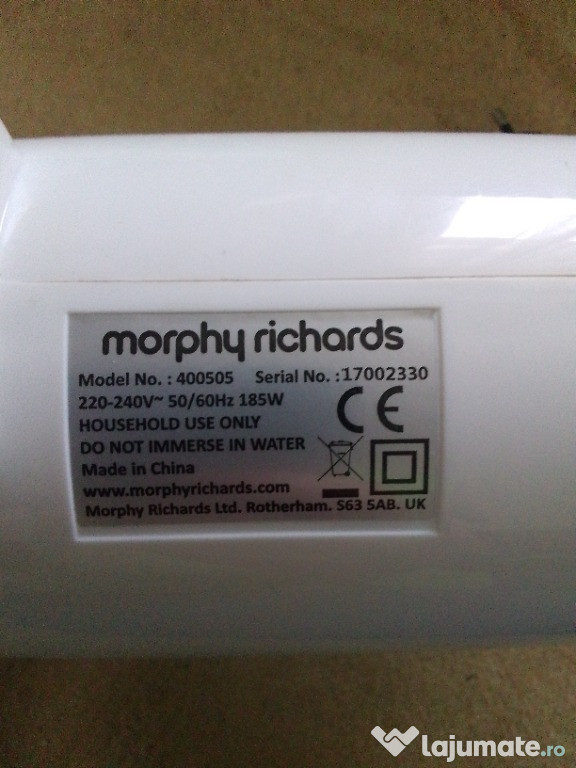 morphy richards
Model No. : 400505 Serial No. : 17002330
220-240V~ 50/60Hz 185W
HOUSEHOLD USE ONLY
DO NOT IMMERSE IN WATER
Made in China
www.morphyrichards.com
Morphy Richards Ltd. Rotherham. S63 5AB. UK
CE
lajumate.ro